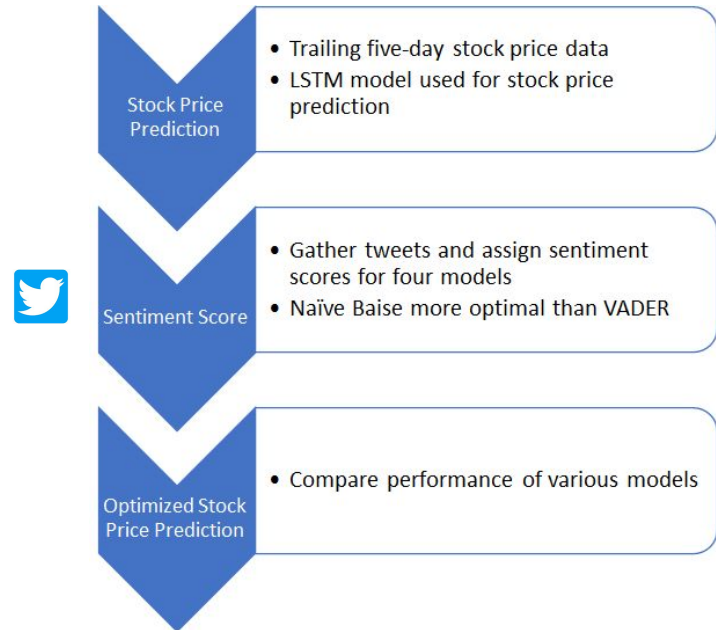 Stock Price
Prediction
• Trailing five-day stock price data
• LSTM model used for stock price
prediction
Sentiment Score
• Gather tweets and assign sentiment
scores for four models
• Naïve Baise more optimal than VADER
Optimized Stock
Price Prediction
• Compare performance of various models